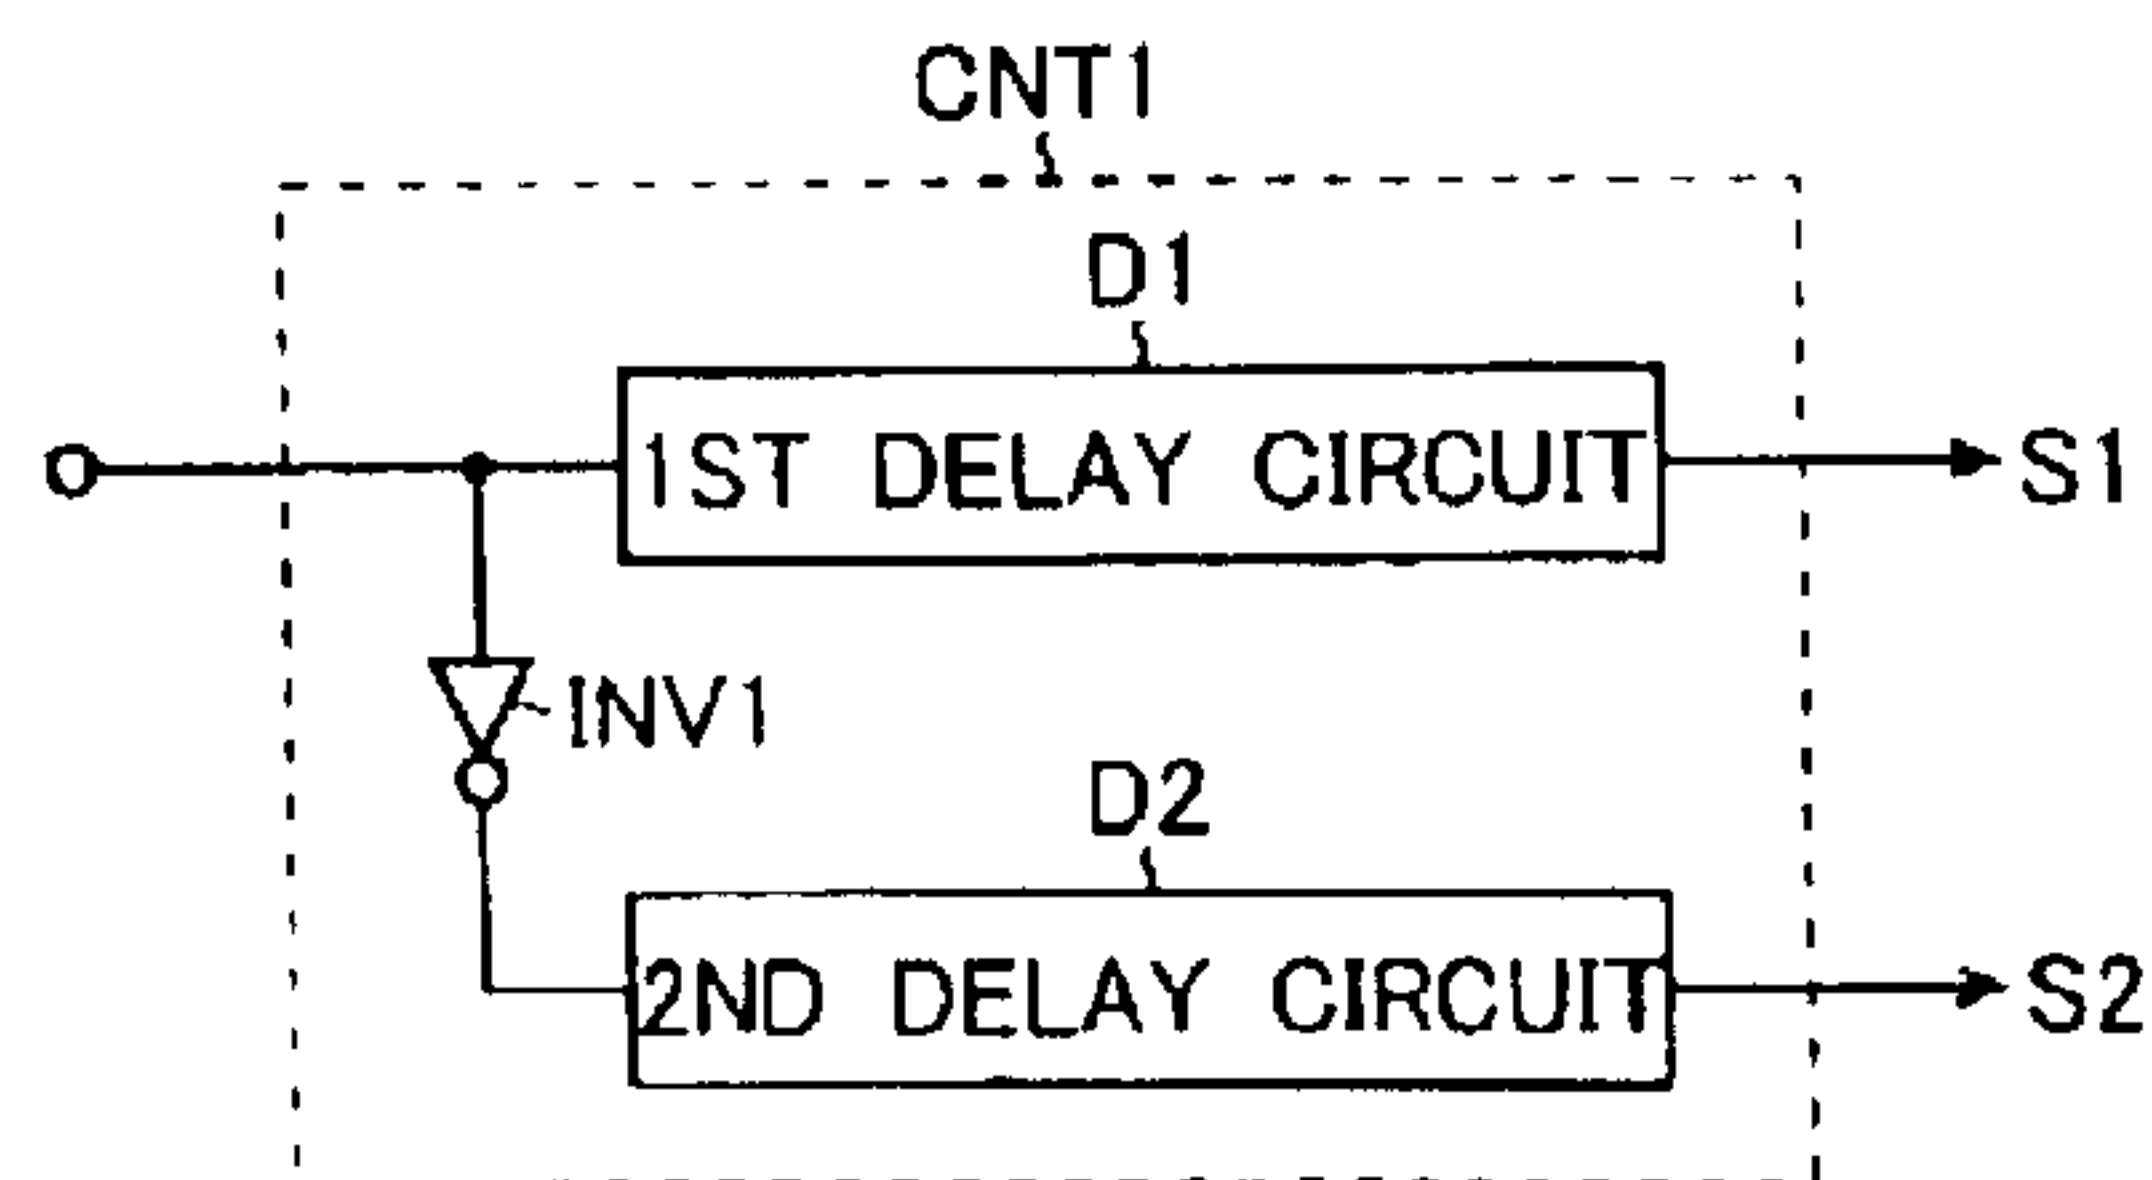 CNT1
D1
1ST DELAY CIRCUIT
S1
INV1
D2
2ND DELAY CIRCUIT
S2